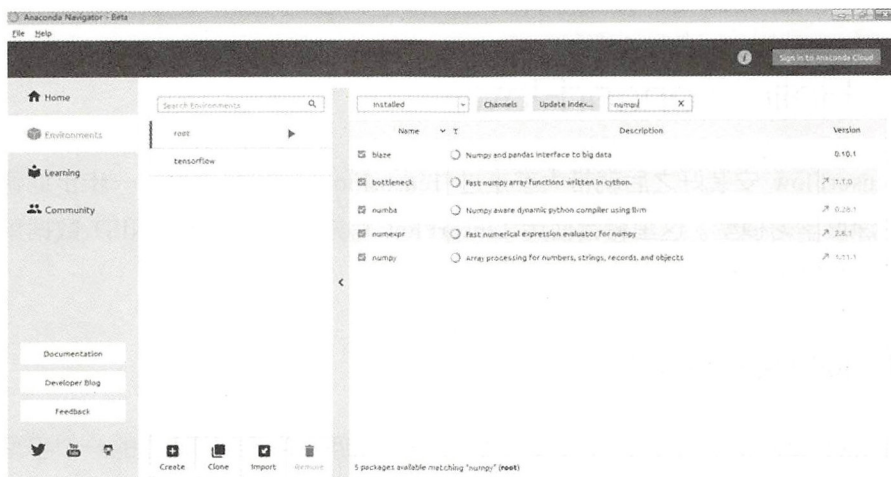 Anaconda Navigator - Beta
File Help
Sign in to Anaconda Cloud
Home
Environments
Learning
Community
Documentation
Developer Blog
Feedback
You
Tube
Search Environments
root
tensorflow
Create Clone Import Remove
Installed Channels Update index... numpy X
Name T Description Version
blaze Numpy and pandas interface to big data 0.10.1
bottleneck Fast numpy array functions written in cython. 1.1.0
numba Numpy aware dynamic python compiler using llvm 0.28.1
numexpr Fast numerical expression evaluator for numpy 2.6.1
numpy Array processing for numbers, strings, records, and objects 1.11.1
5 packages available matching "numpy" (root)